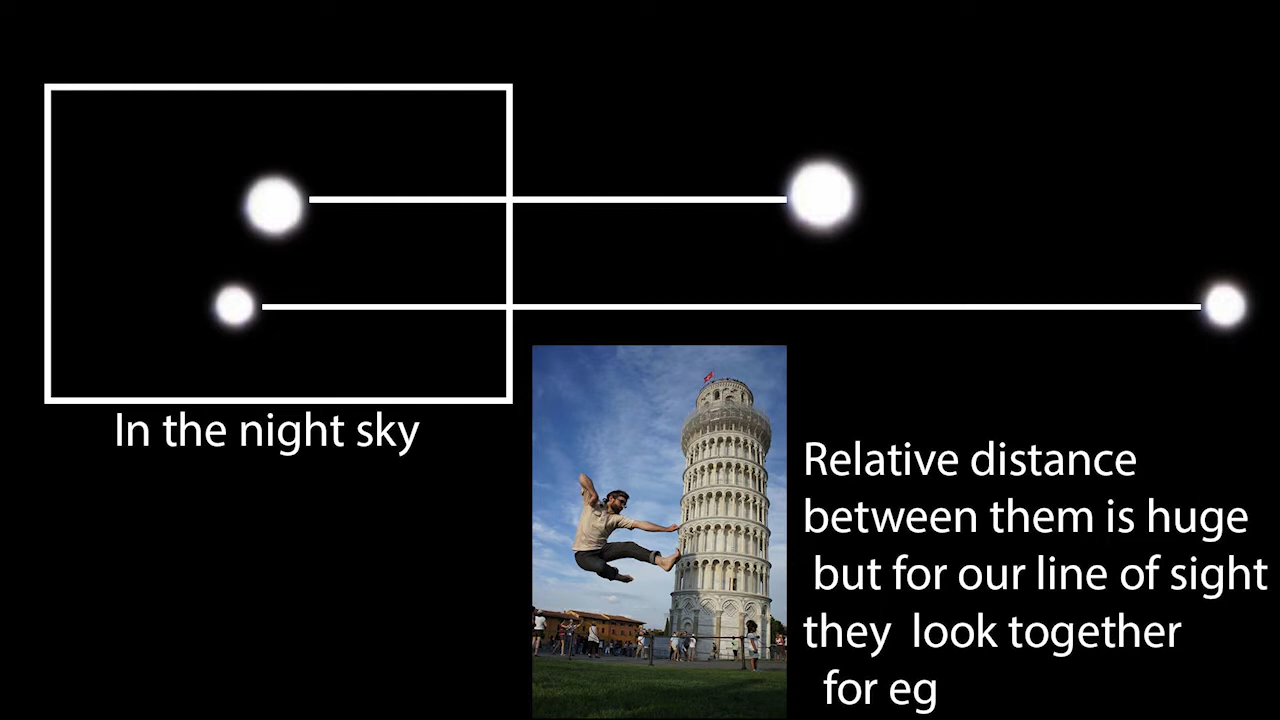 In the night sky
Relative distance
between them is huge
but for our line of sight
they look together
for eg